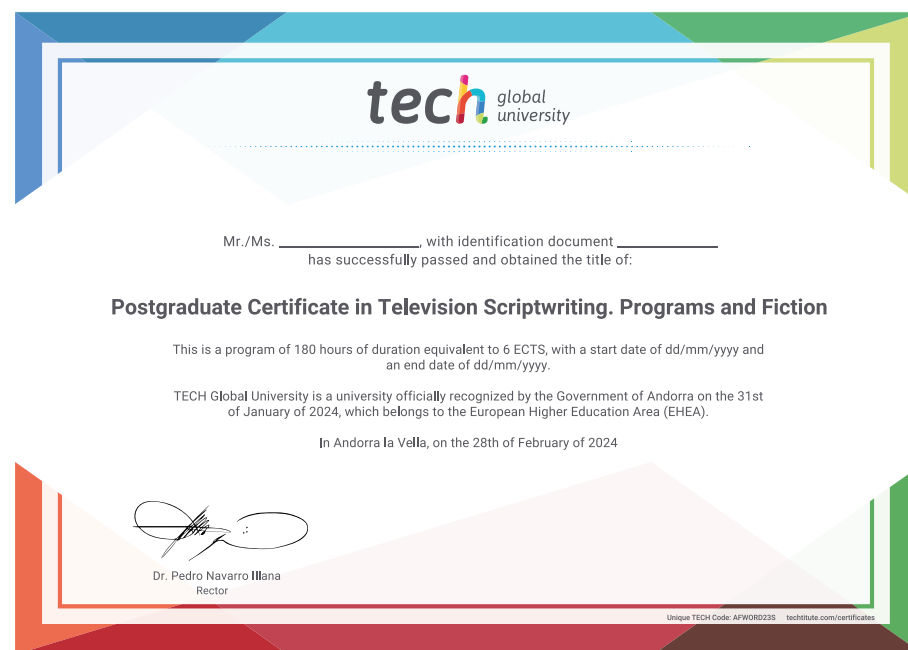 tech global university
Mr./Ms. ____________, with identification document ____________
has successfully passed and obtained the title of:
Postgraduate Certificate in Television Scriptwriting. Programs and Fiction
This is a program of 180 hours of duration equivalent to 6 ECTS, with a start date of dd/mm/yyyy and
an end date of dd/mm/yyyy.
TECH Global University is a university officially recognized by the Government of Andorra on the 31st
of January of 2024, which belongs to the European Higher Education Area (EHEA).
In Andorra la Vella, on the 28th of February of 2024
Dr. Pedro Navarro Illana
Rector
Unique TECH Code: AFWORD23S techtitute.com/certificates